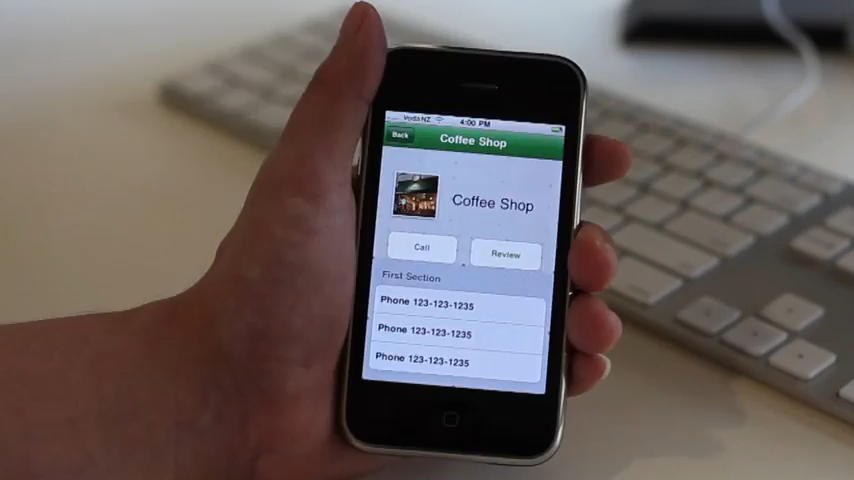 Voda NZ 4:00 PM
Back Coffee Shop
Coffee Shop
Call Review
First Section
Phone 123-123-1235
Phone 123-123-1235
Phone 123-123-1235